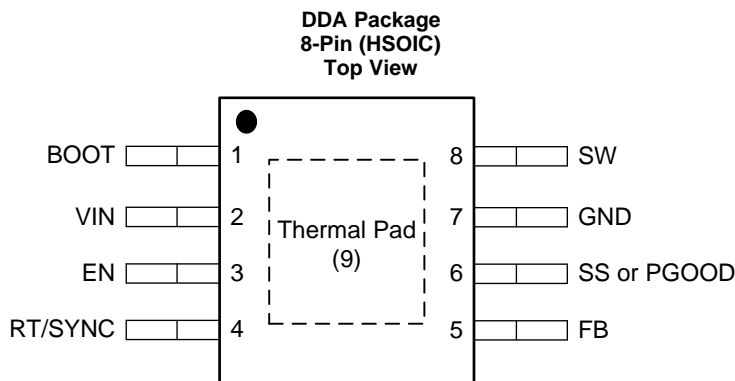 DDA Package
8-Pin (HSOIC)
Top View
BOOT 1 8 SW
VIN 2 Thermal Pad 7 GND
(9)
EN 3 6 SS or PGOOD
RT/SYNC 4 5 FB